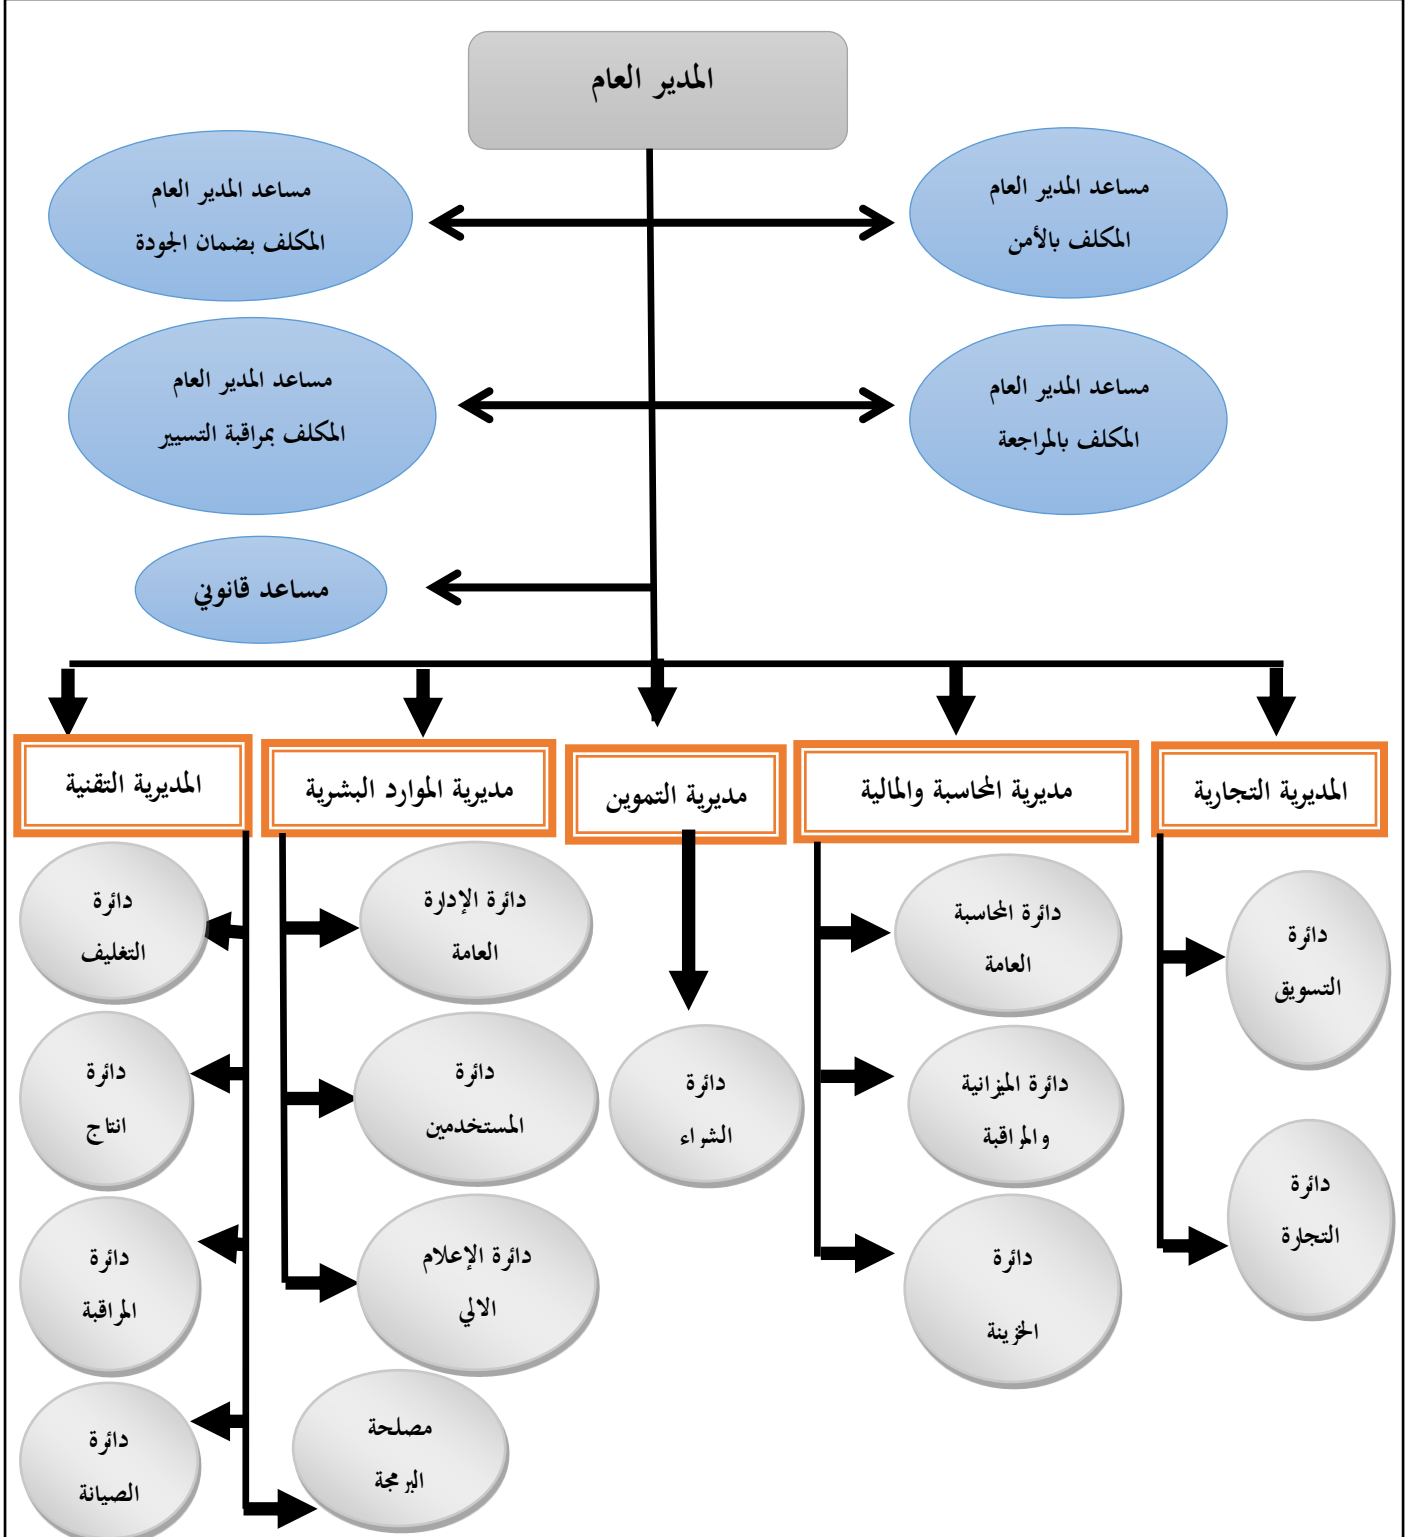 المدير العام
مساعد المدير العام
المكلف بالأمن
مساعد المدير العام
المكلف بضمان الجودة
مساعد المدير العام
المكلف بالمراجعة
مساعد المدير العام
المكلف بمراقبة التسيير
مساعد قانوني
المديرية التجارية
مديرية المحاسبة والمالية
مديرية التموين
مديرية الموارد البشرية
المديرية التقنية
دائرة
التسويق
دائرة
التجارة
دائرة المحاسبة
العامة
دائرة الميزانية
والمراقبة
دائرة
الخزينة
دائرة
الشراء
دائرة الإدارة
العامة
دائرة
المستخدمين
دائرة الإعلام
الالي
دائرة
التغليف
دائرة
انتاج
دائرة
المراقبة
دائرة
الصيانة
مصلحة
البرمجة